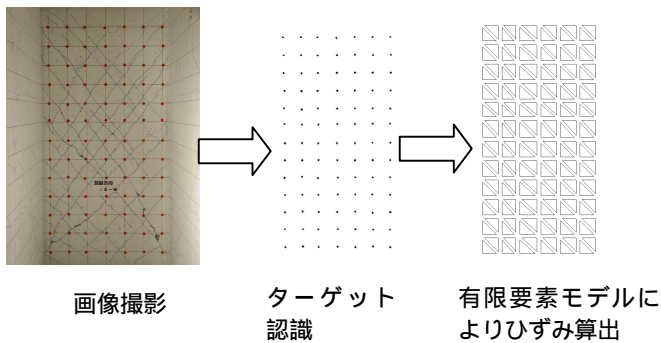 画像撮影
ターゲット
認識
有限要素モデルに
よりひずみ算出